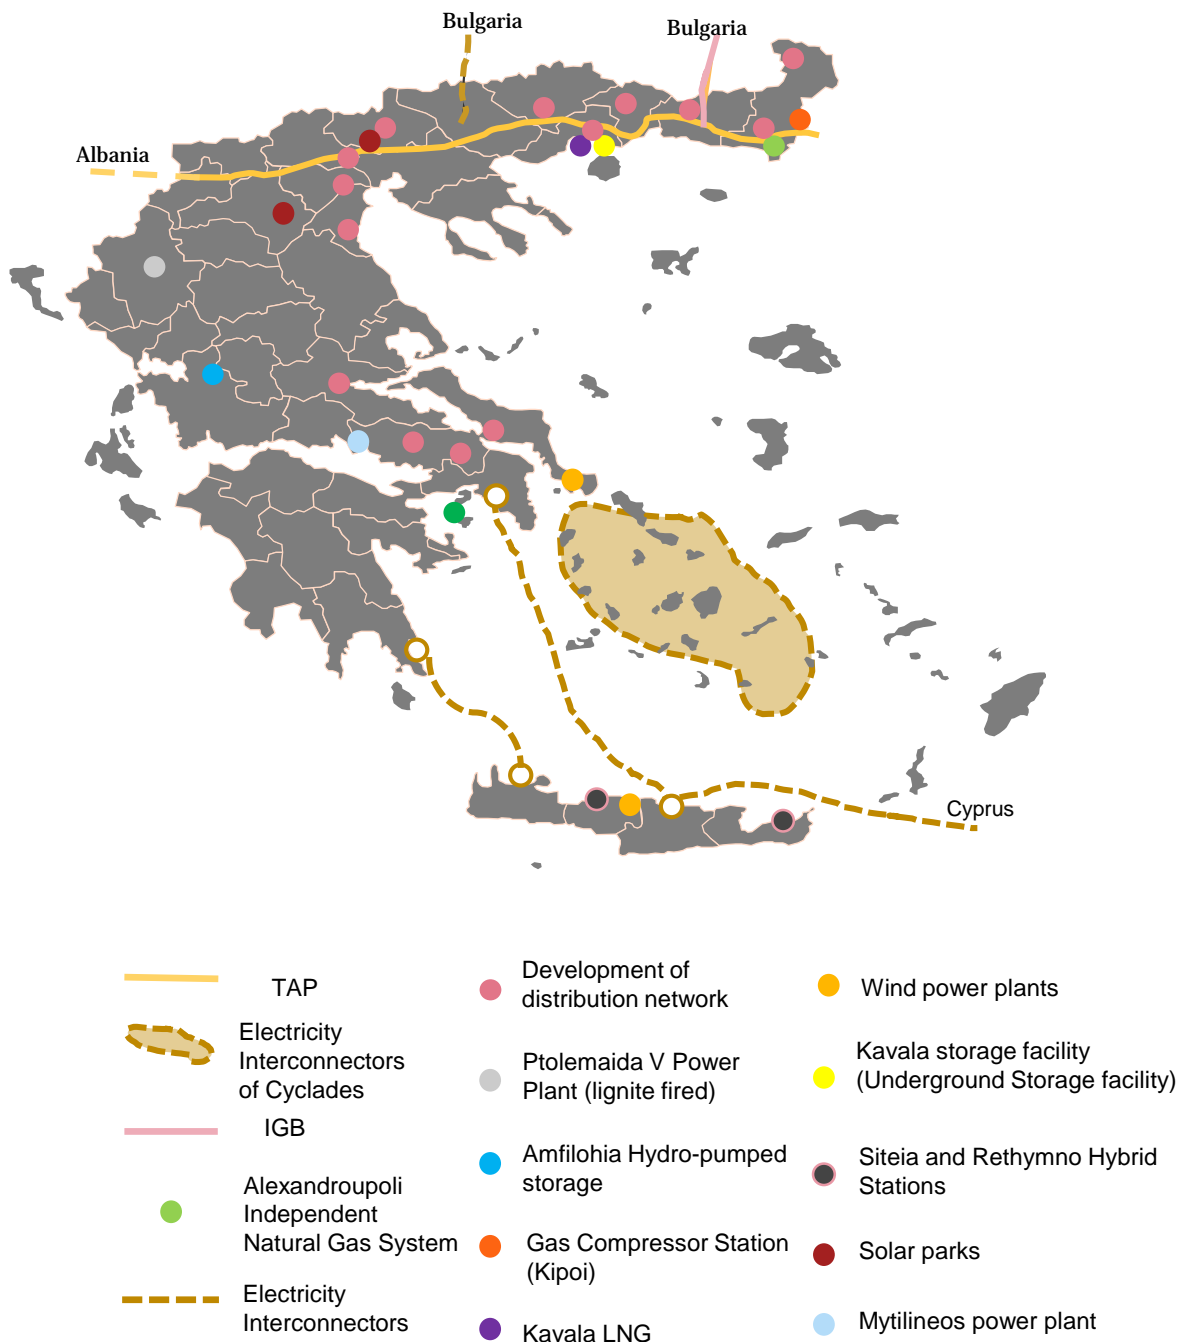 Bulgaria
Bulgaria
Albania
Cyprus
TAP
Electricity
Interconnectors
of Cyclades
IGB
Alexandroupoli
Independent
Natural Gas System
Electricity
Interconnectors
Development of
distribution network
Ptolemaida V Power
Plant (lignite fired)
Amfilohia Hydro-pumped
storage
Gas Compressor Station
(Kipoi)
Kavala LNG
Wind power plants
Kavala storage facility
(Underground Storage facility)
Siteia and Rethymno Hybrid
Stations
Solar parks
Mytilineos power plant